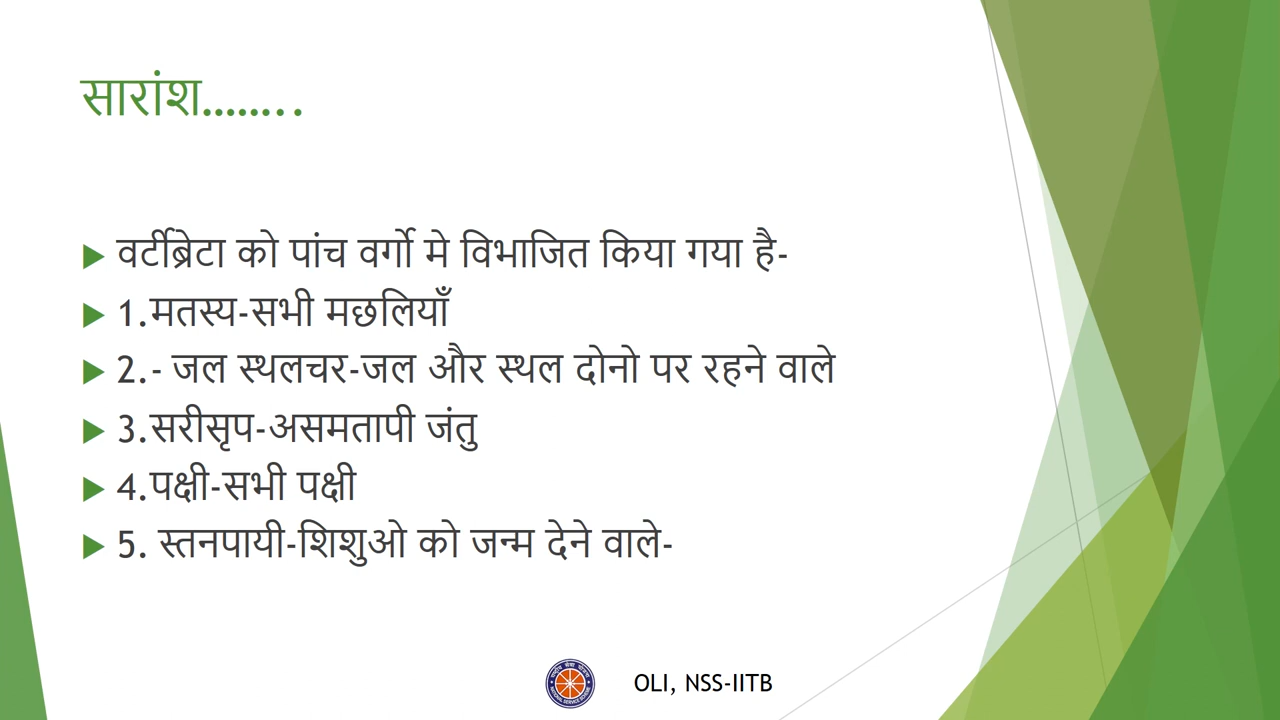 सारांश……..
वर्टीब्रेटा को पांच वर्गो मे विभाजित किया गया है-
1.मतस्य-सभी मछलियाँ
2.- जल स्थलचर-जल और स्थल दोनो पर रहने वाले
3.सरीसृप-असमतापी जंतु
4.पक्षी-सभी पक्षी
5. स्तनपायी-शिशुओ को जन्म देने वाले-
OLI, NSS-IITB